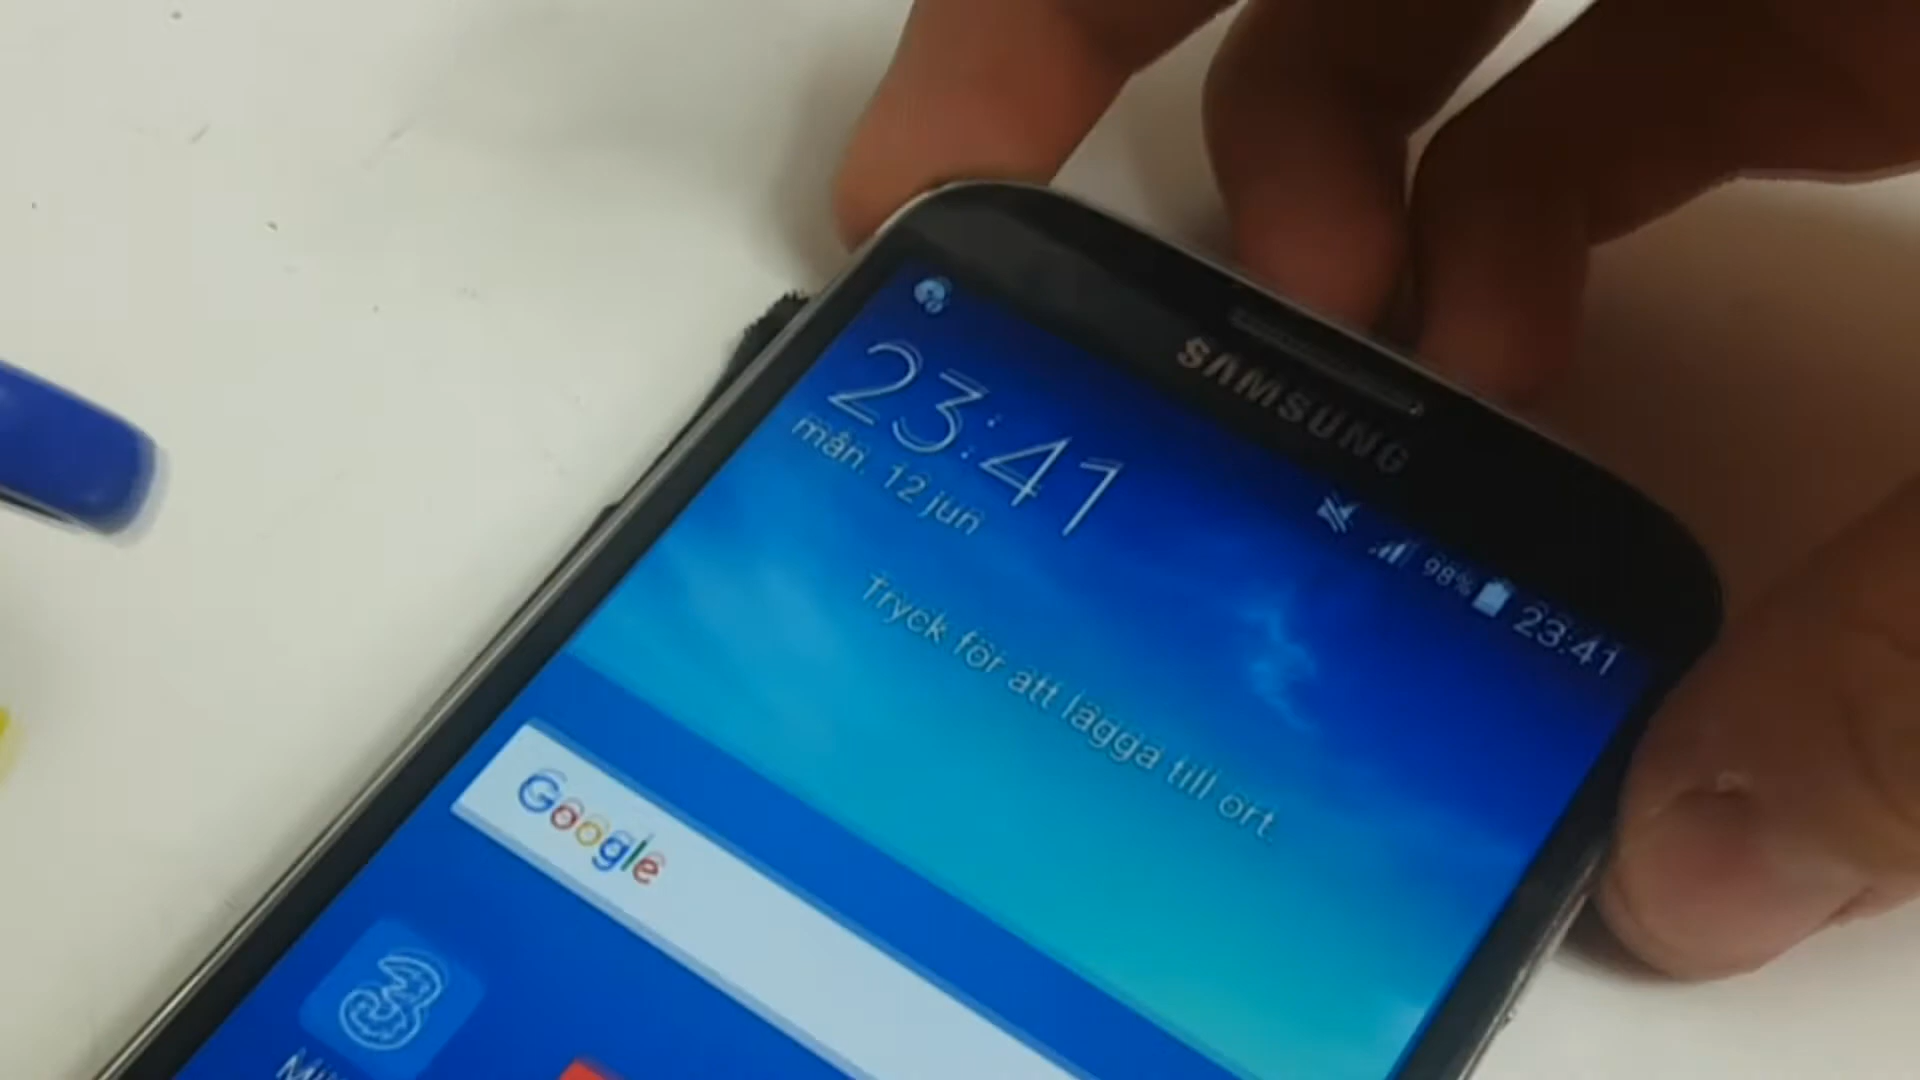 SAMSUNG
98% 23:41
23:41
mån. 12 jun
Tryck för att lägga till ort.
Google
3